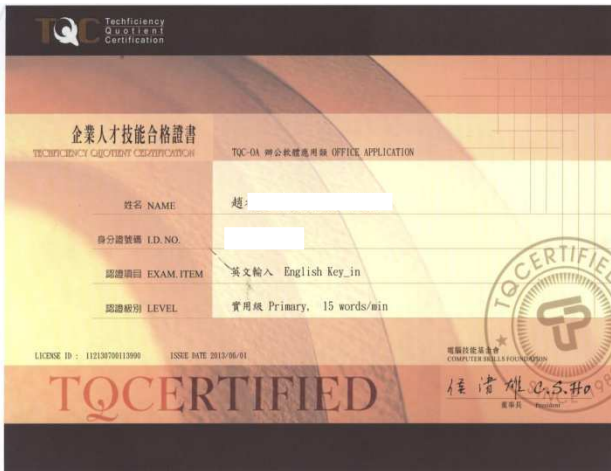 TQC Techficiency
Quotient
Certification
企業人才技能合格證書
TECHFICIENCY QUOTIENT CERTIFICATION
TQC-OA 辦公軟體應用類 OFFICE APPLICATION
姓名 NAME 趙
身分證號碼 I.D. NO.
認證項目 EXAM. ITEM 英文輸入 English Key_in
認證級別 LEVEL 實用級 Primary, 15 words/min
LICENSE ID : 112130700113990 ISSUE DATE 2013/06/01
電腦技能基金會
COMPUTER SKILLS FOUNDATION
TQCERTIFIED
C.S.Ho
董事長 President
TQCERTIFIED
SINCE 198